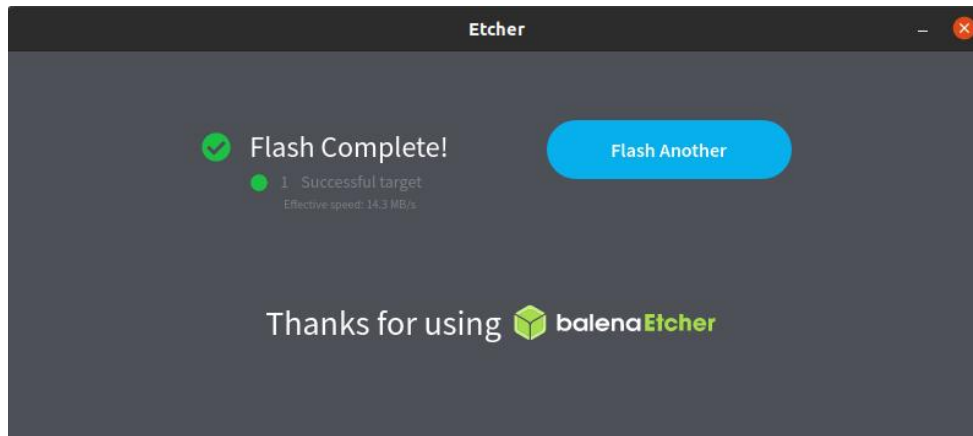 Etcher
Flash Complete!
Flash Another
1 Successful target
Effective speed: 14.3 MB/s
Thanks for using balenaEtcher